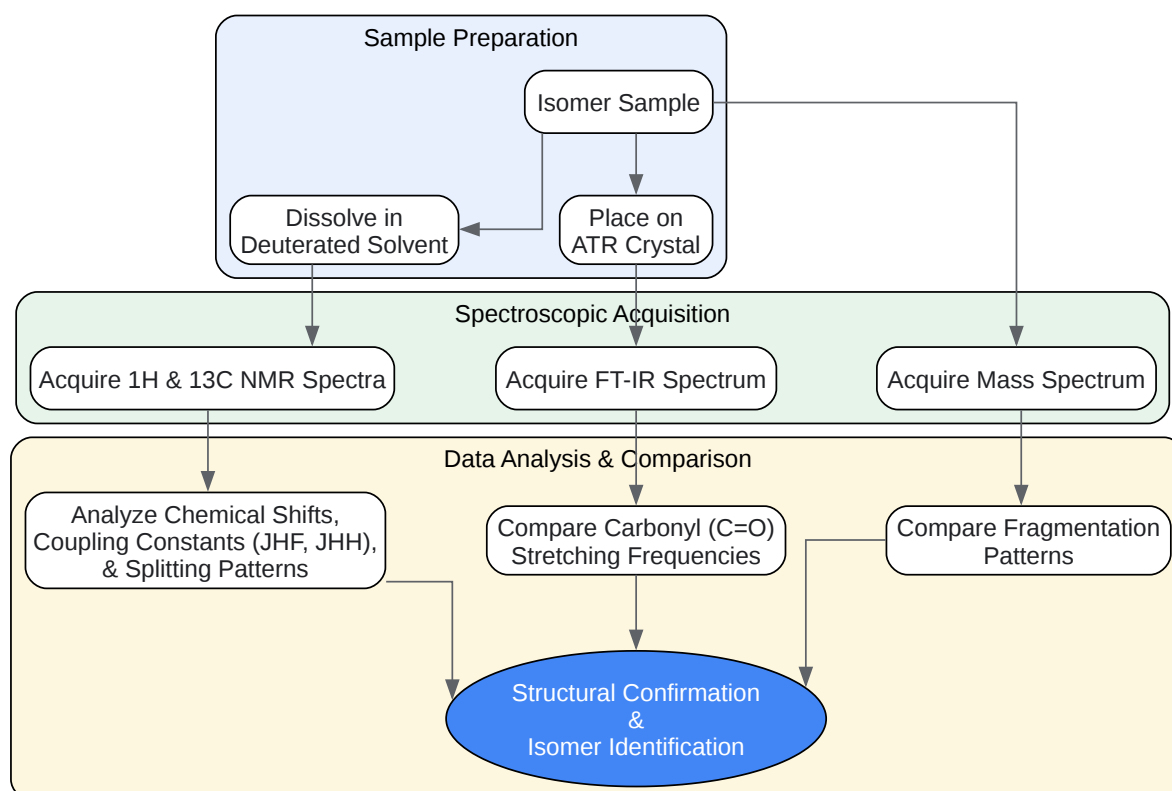 Sample Preparation
Isomer Sample
Dissolve in
Deuterated Solvent
Place on
ATR Crystal
Spectroscopic Acquisition
Acquire 1H & 13C NMR Spectra
Acquire FT-IR Spectrum
Acquire Mass Spectrum
Data Analysis & Comparison
Analyze Chemical Shifts,
Coupling Constants (JHF, JHH),
& Splitting Patterns
Compare Carbonyl (C=O)
Stretching Frequencies
Compare Fragmentation
Patterns
Structural Confirmation
&
Isomer Identification